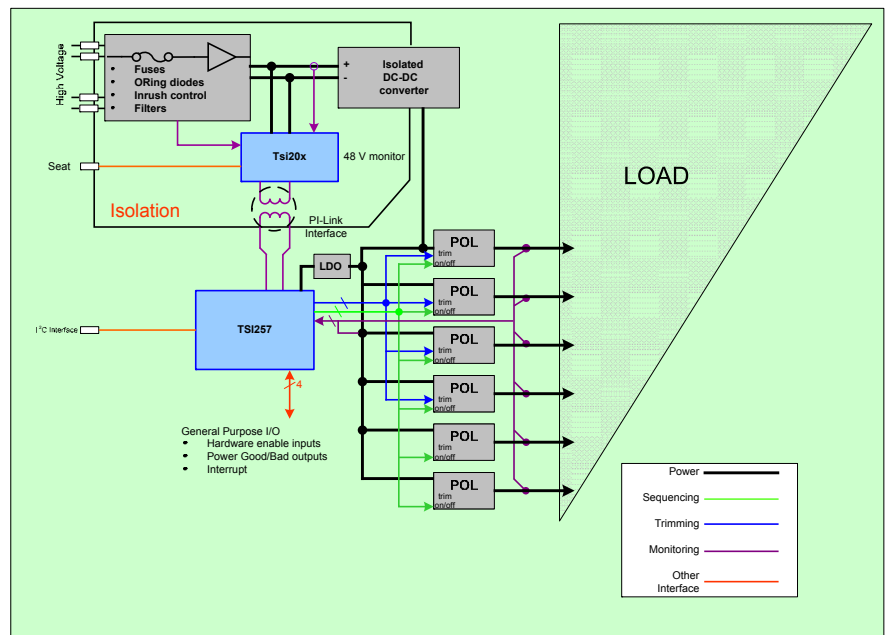 High Voltage
Fuses
ORing diodes
Inrush control
Filters
+
-
Isolated
DC-DC
converter
Tsi20x
48 V monitor
Seat
Isolation
PI-Link
Interface
LOAD
LDO
POL
trim
on/off
POL
trim
on/off
POL
trim
on/off
POL
trim
on/off
POL
trim
on/off
POL
trim
on/off
TSI257
I²C Interface
4
General Purpose I/O
Hardware enable inputs
Power Good/Bad outputs
Interrupt
Power
Sequencing
Trimming
Monitoring
Other
Interface